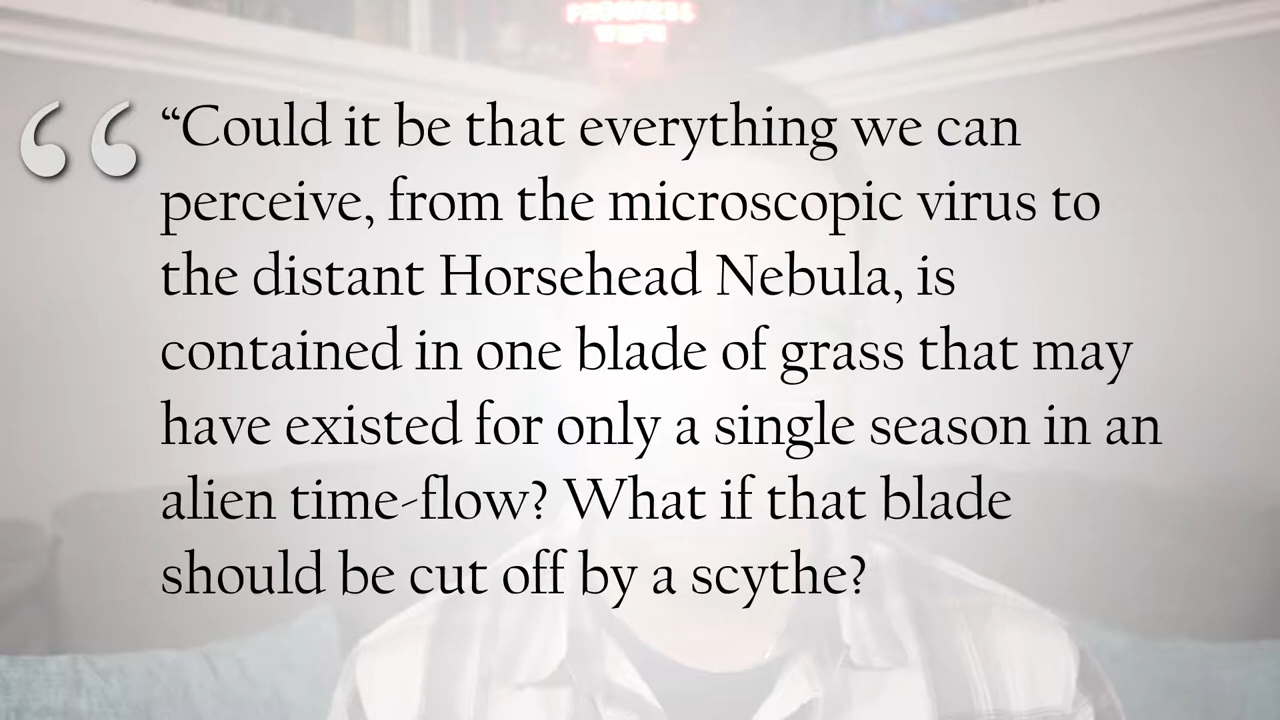 “Could it be that everything we can
perceive, from the microscopic virus to
the distant Horsehead Nebula, is
contained in one blade of grass that may
have existed for only a single season in an
alien time-flow? What if that blade
should be cut off by a scythe?